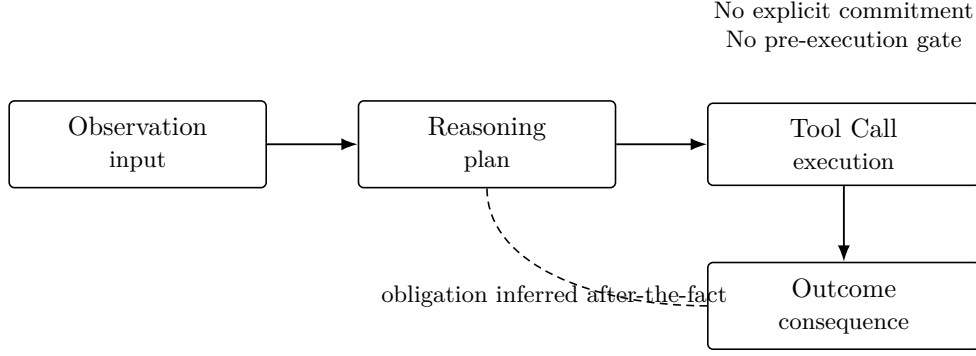 No explicit commitment
No pre-execution gate
Observation
input
Reasoning
plan
Tool Call
execution
obligation inferred after-the-fact
Outcome
consequence